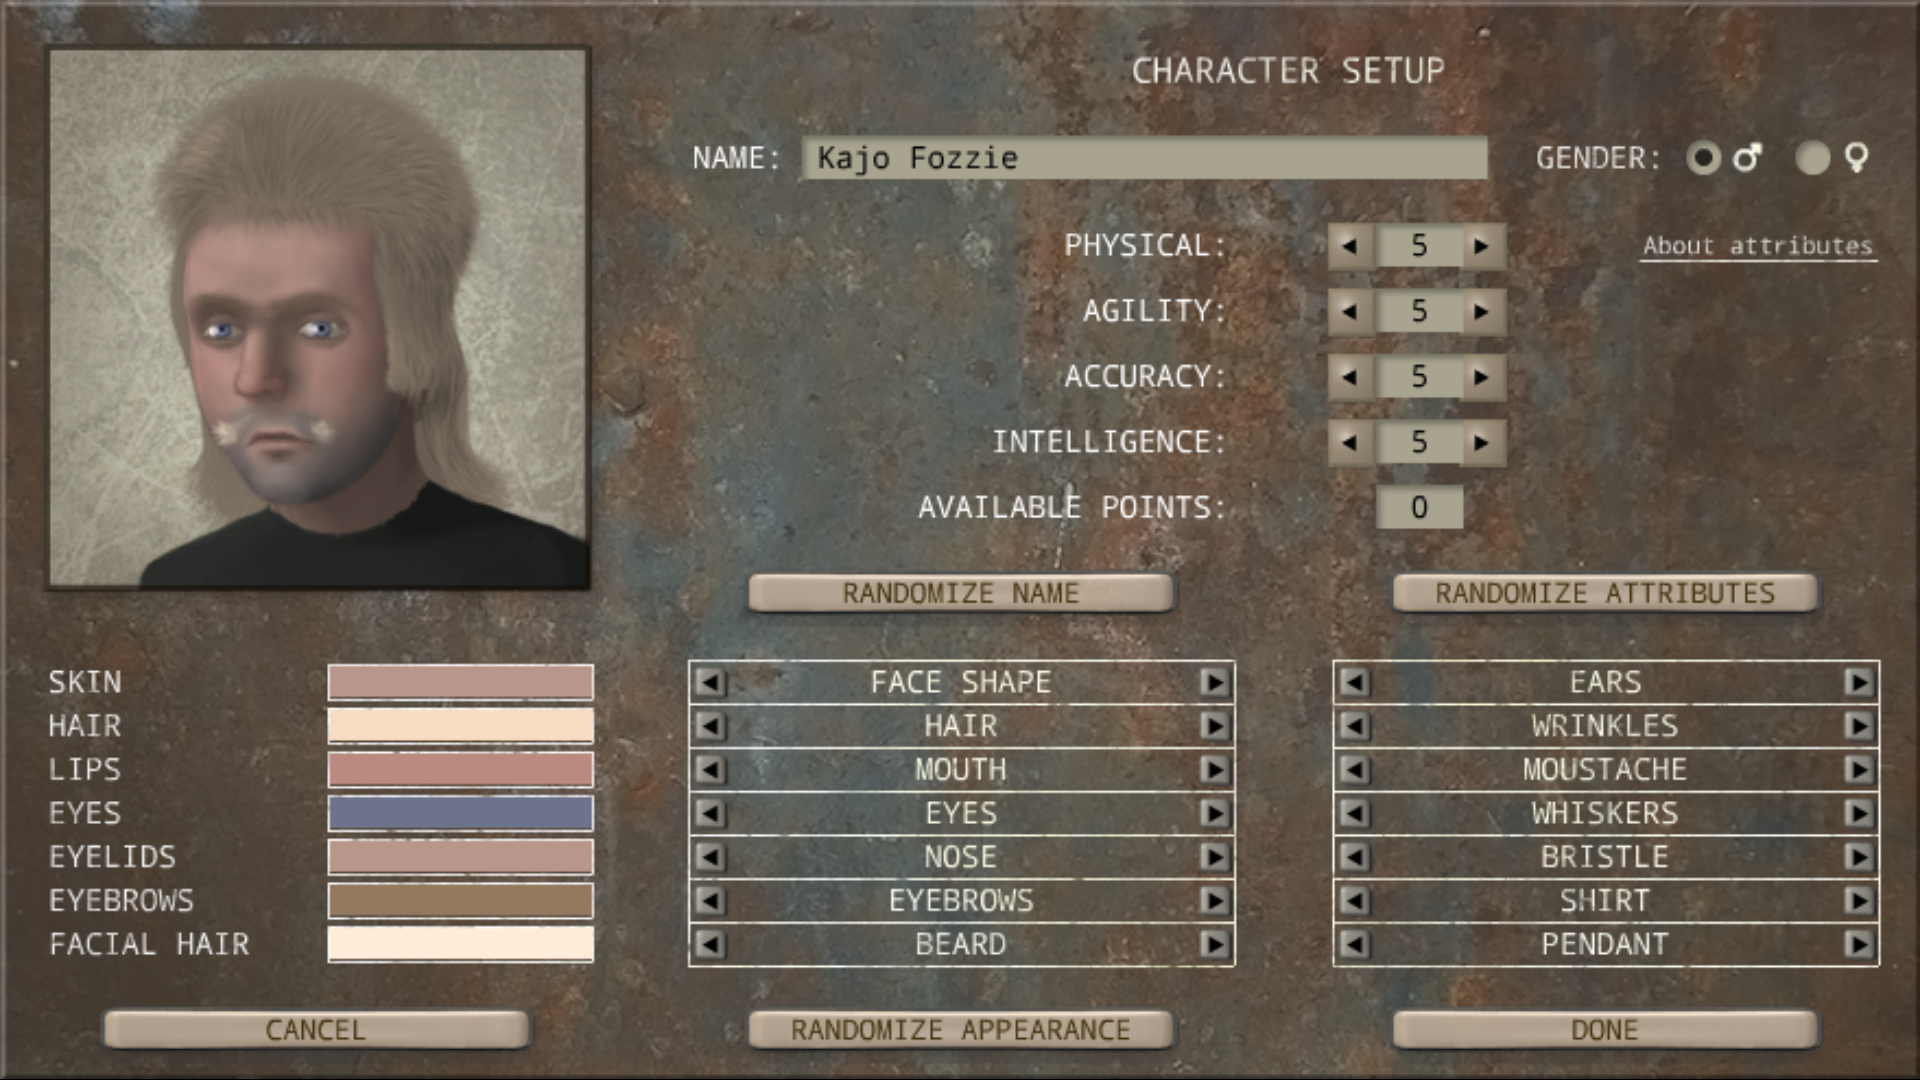 CHARACTER SETUP
NAME: Kajo Fozzie GENDER: ♂ ♀
PHYSICAL: 5 About attributes
AGILITY: 5
ACCURACY: 5
INTELLIGENCE: 5
AVAILABLE POINTS: 0
RANDOMIZE NAME RANDOMIZE ATTRIBUTES
SKIN FACE SHAPE EARS
HAIR HAIR WRINKLES
LIPS MOUTH MOUSTACHE
EYES EYES WHISKERS
EYELIDS NOSE BRISTLE
EYEBROWS EYEBROWS SHIRT
FACIAL HAIR BEARD PENDANT
CANCEL RANDOMIZE APPEARANCE DONE